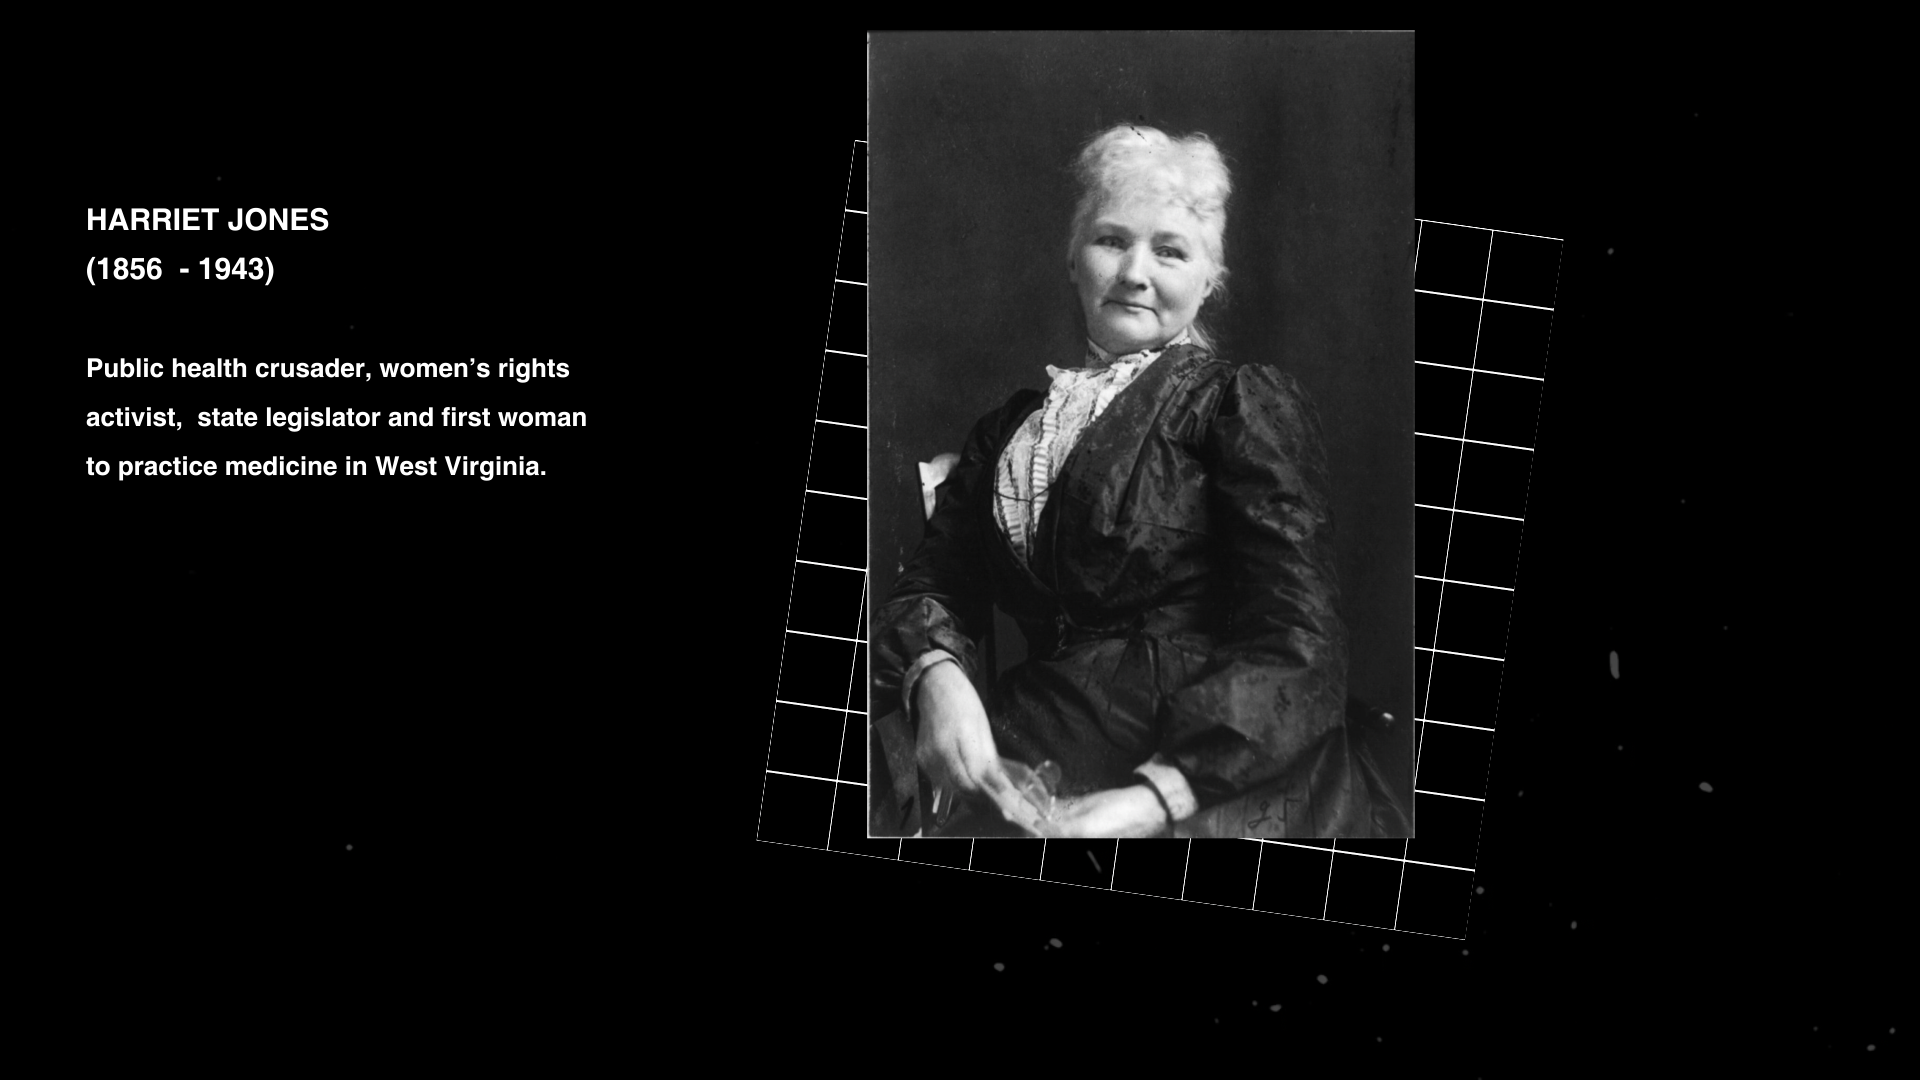 HARRIET JONES
(1856  - 1943)
Public health crusader, women’s rights
activist,  state legislator and first woman
to practice medicine in West Virginia.
25